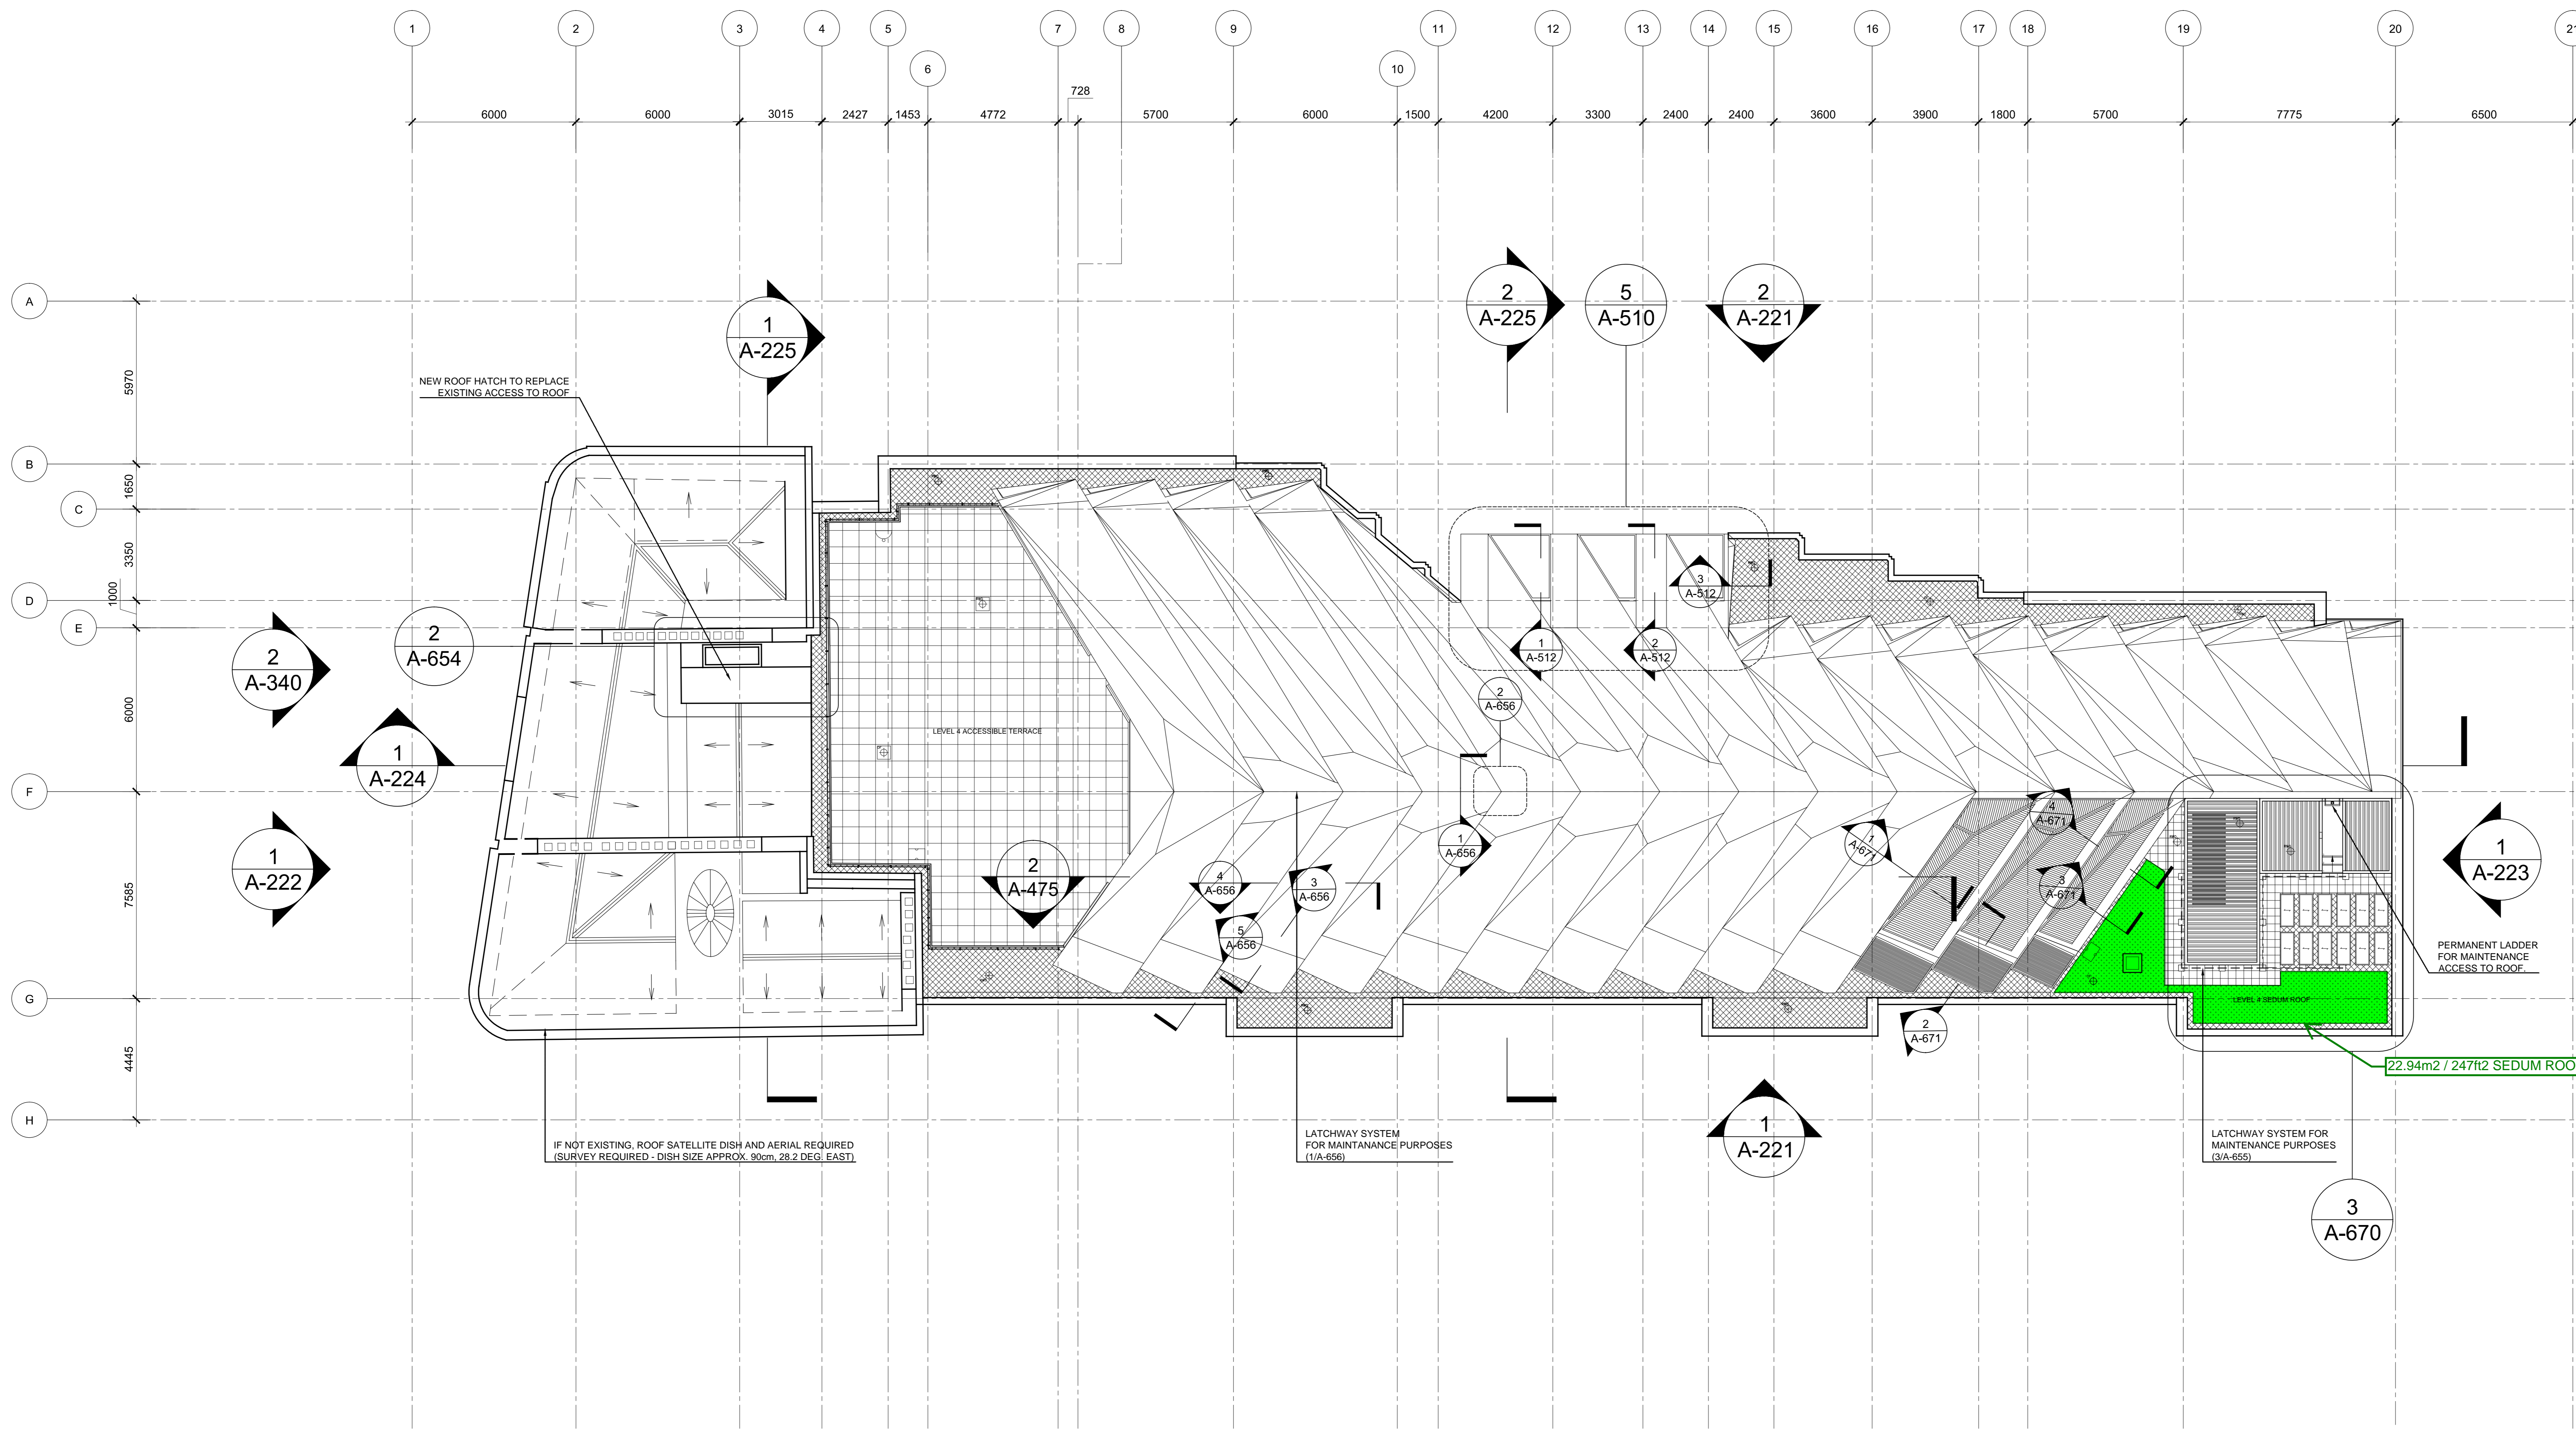 1 2 3 4 5 7 8 9 11 12 13 14 15 16 17 18 19 20 21
6 10
728
6000 6000 3015 2427 1453 4772 5700 6000 1500 4200 3300 2400 2400 3600 3900 1800 5700 7775 6500
A
B
C
D
E
F
G
H
5970
1650
3350
1000
6000
7585
4445
1
A-225
2
A-225
5
A-510
2
A-221
NEW ROOF HATCH TO REPLACE
EXISTING ACCESS TO ROOF
2
A-654
2
A-340
1
A-224
1
A-222
LEVEL 4 ACCESSIBLE TERRACE
2
A-475
3
A-512
1
A-512
2
A-512
2
A-656
1
A-656
4
A-656
3
A-656
5
A-656
1
A-671
4
A-671
3
A-671
2
A-671
1
A-223
PERMANENT LADDER
FOR MAINTENANCE
ACCESS TO ROOF.
LEVEL 4 SEDUM ROOF
22.94m2 / 247ft2 SEDUM ROO
IF NOT EXISTING, ROOF SATELLITE DISH AND AERIAL REQUIRED
(SURVEY REQUIRED - DISH SIZE APPROX. 90cm, 28.2 DEG. EAST)
LATCHWAY SYSTEM
FOR MAINTANANCE PURPOSES
(1/A-656)
1
A-221
LATCHWAY SYSTEM FOR
MAINTENANCE PURPOSES
(3/A-655)
3
A-670